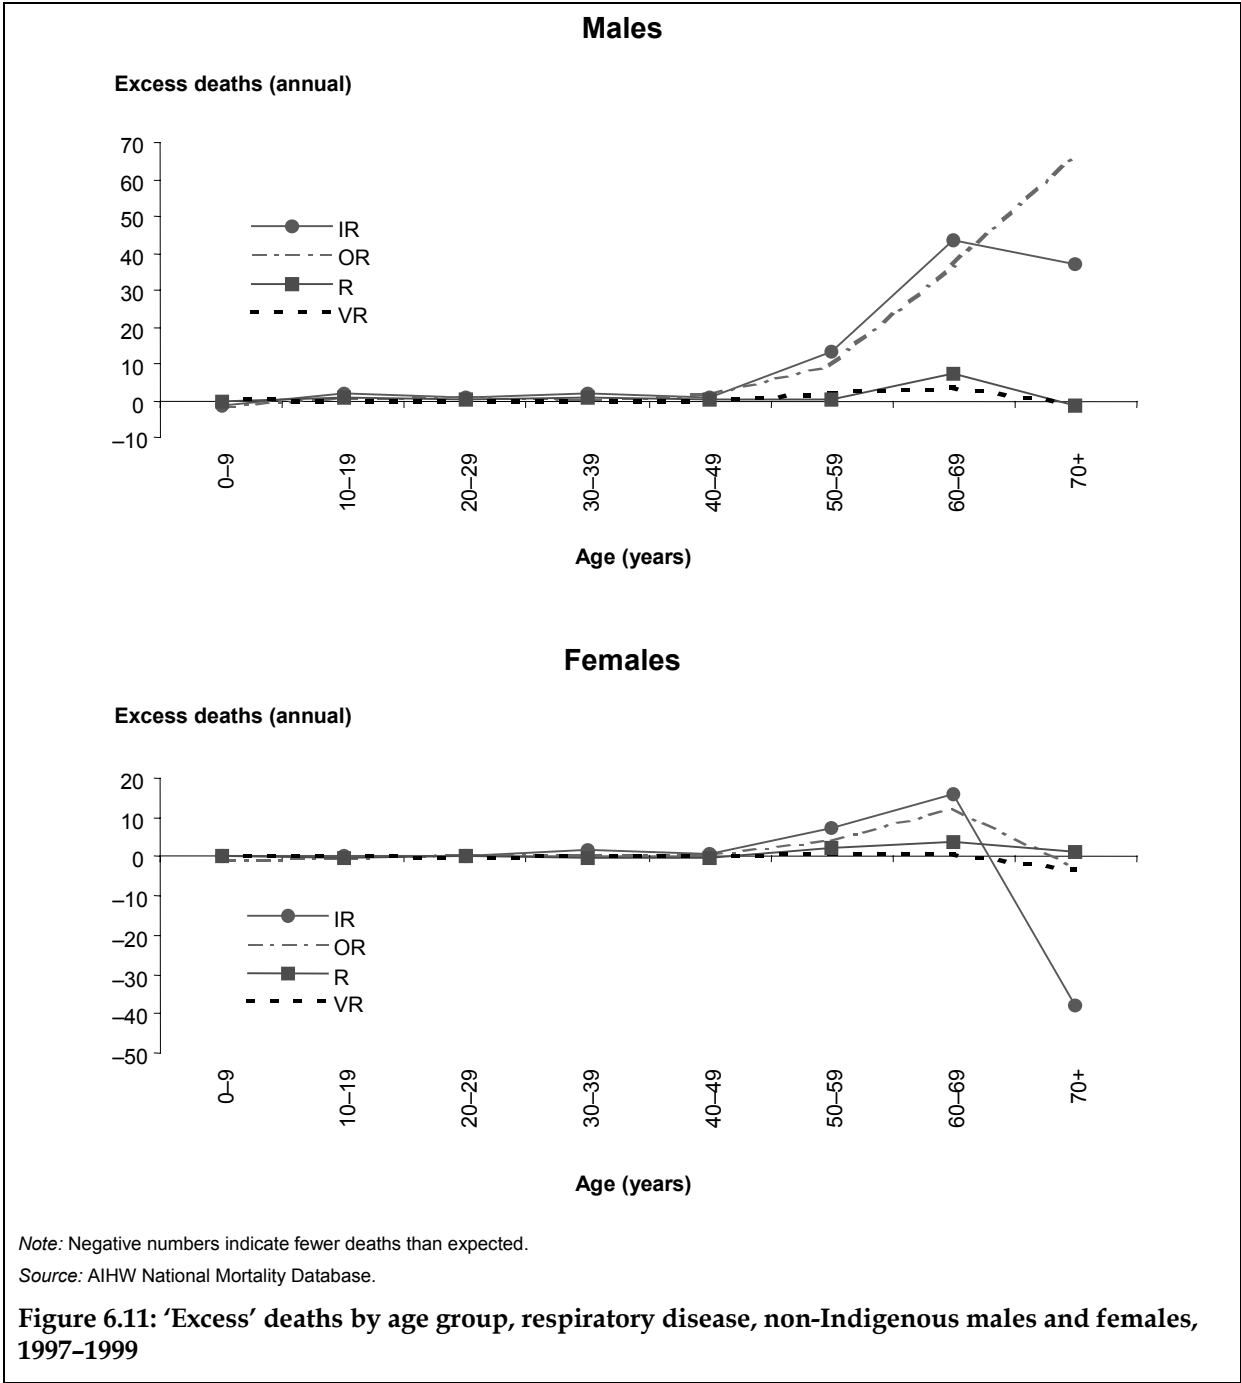 Males
Excess deaths (annual)
70
60
50
40
30
20
10
0
–10
IR
OR
R
VR
0–9
10–19
20–29
30–39
40–49
50–59
60–69
70+
Age (years)
Females
Excess deaths (annual)
20
10
0
–10
–20
–30
–40
–50
IR
OR
R
VR
0–9
10–19
20–29
30–39
40–49
50–59
60–69
70+
Age (years)
Note: Negative numbers indicate fewer deaths than expected.
Source: AIHW National Mortality Database.
Figure 6.11: ‘Excess’ deaths by age group, respiratory disease, non-Indigenous males and females,
1997–1999